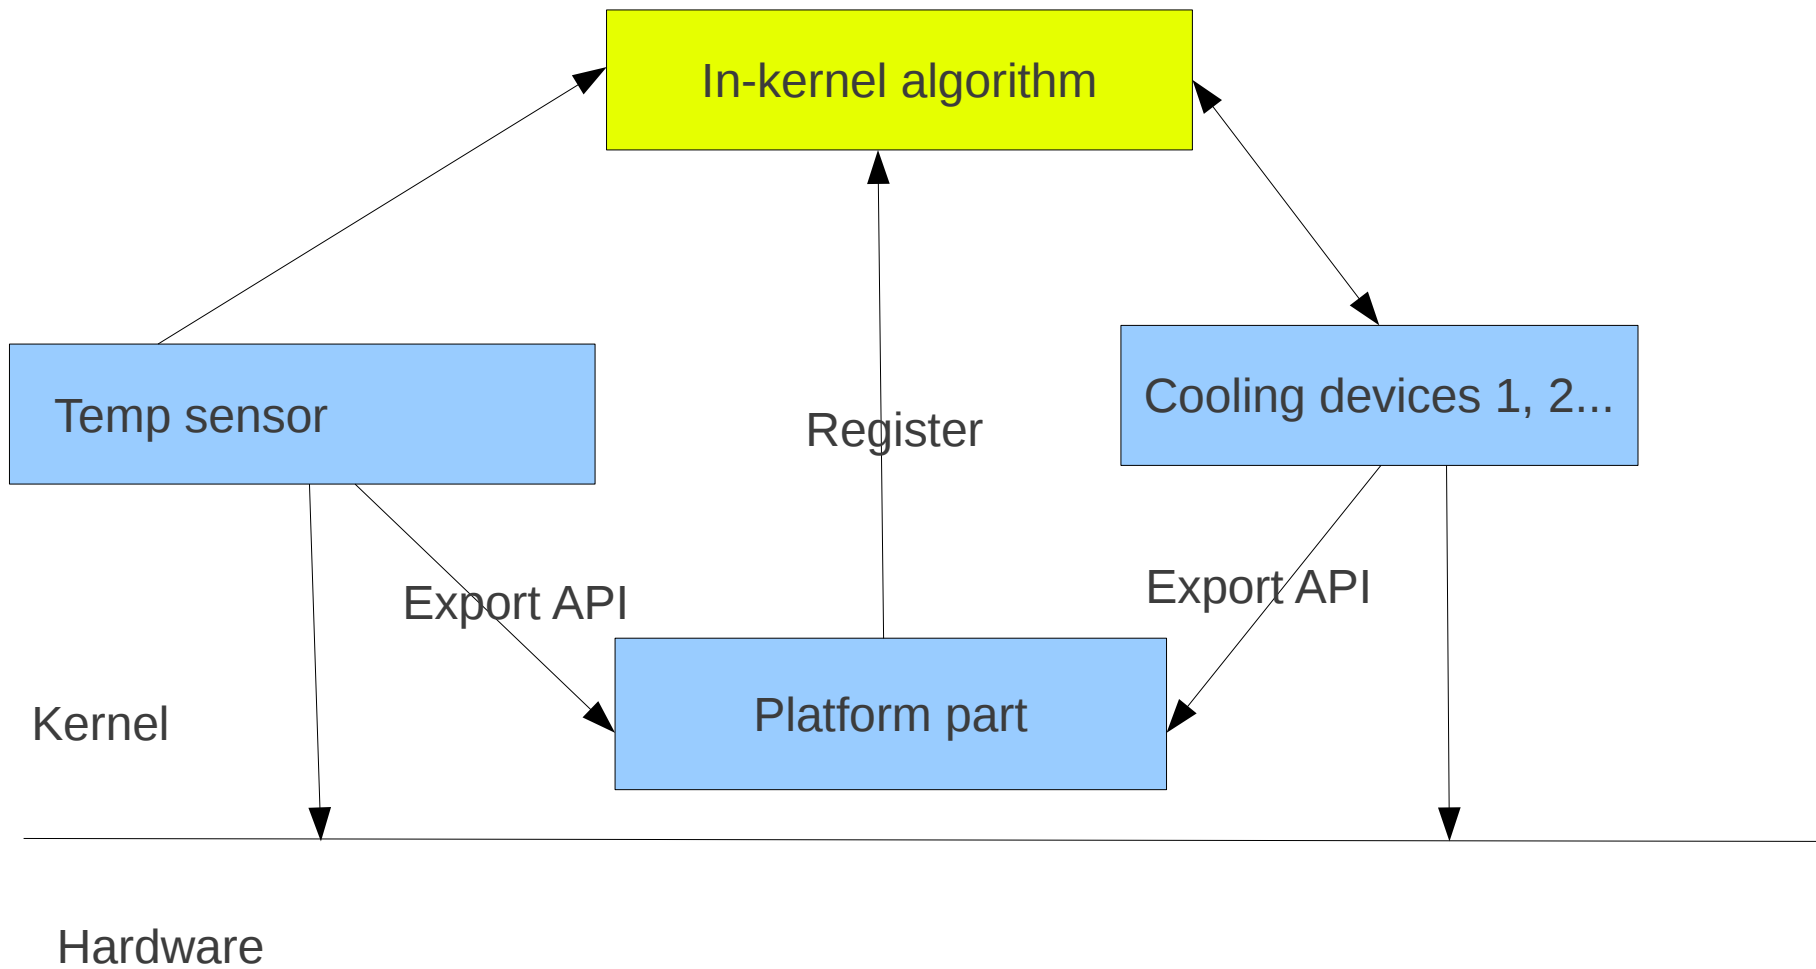 In-kernel algorithm
Temp sensor
Cooling devices 1, 2...
Register
Export API
Export API
Platform part
Kernel
Hardware